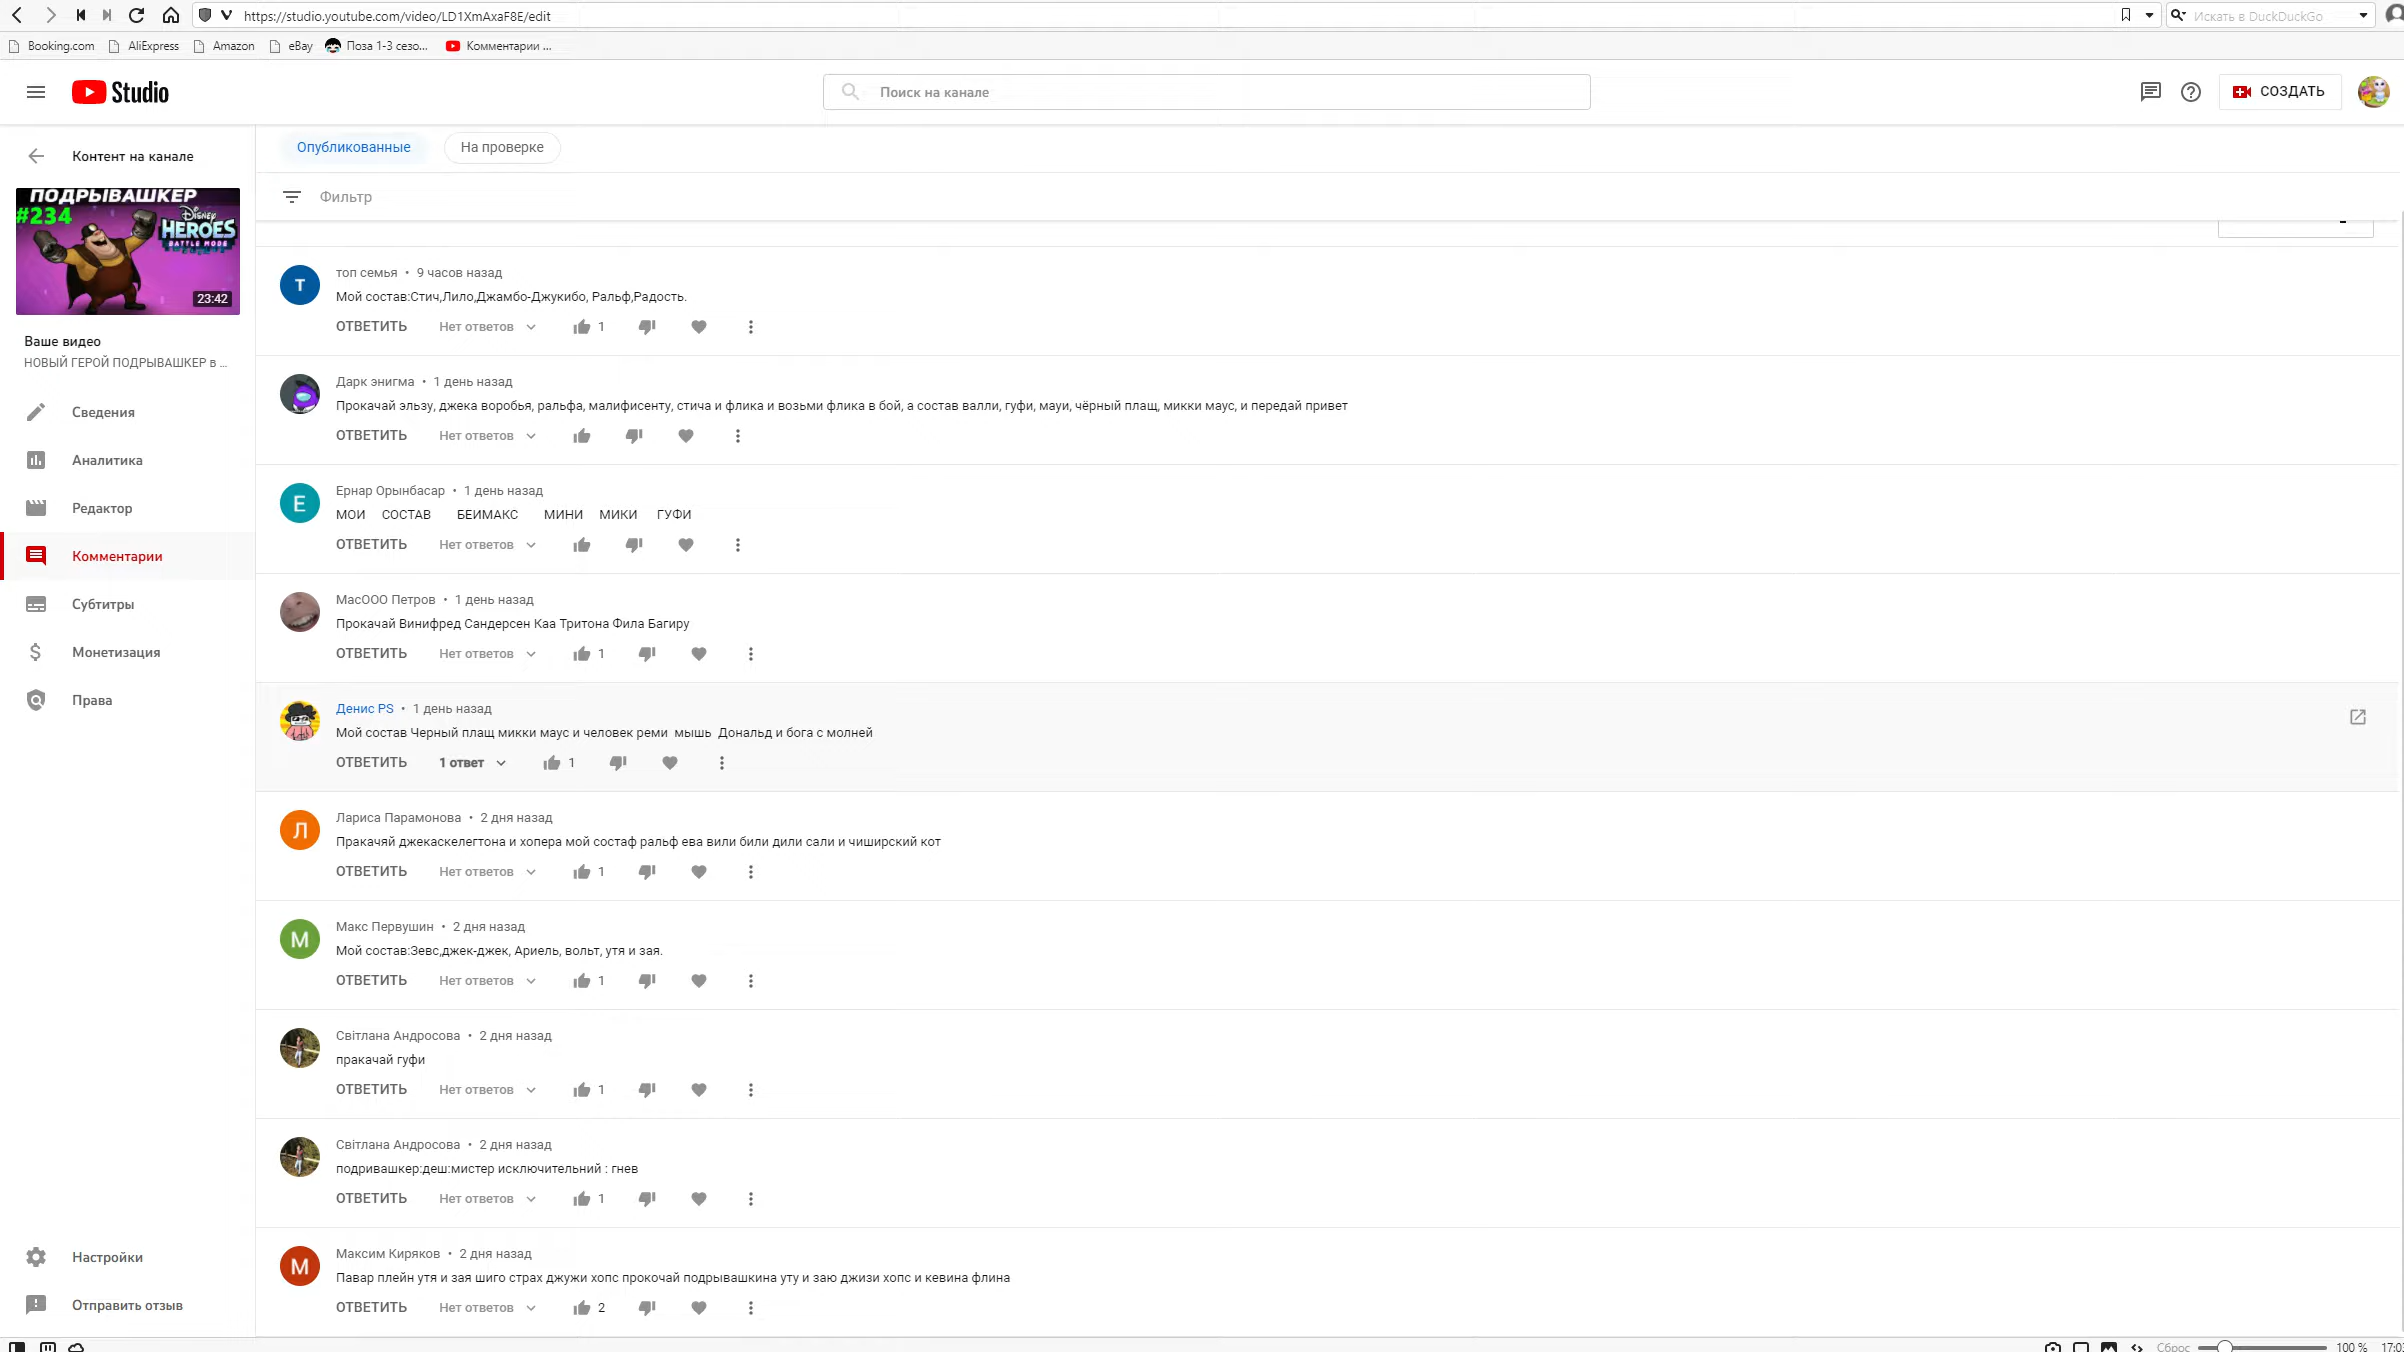 https://studio.youtube.com/video/LD1XmAxaF8E/edit
Искать в DuckDuckGo
Booking.com AliExpress Amazon eBay Поза 1-3 сезо... Комментарии ...
Studio
Поиск на канале
СОЗДАТЬ
Контент на канале
Опубликованные На проверке
Фильтр
ПОДРЫВАШКЕР
#234
DISNEY
HEROES
BATTLE MODE
23:42
Ваше видео
НОВЫЙ ГЕРОЙ ПОДРЫВАШКЕР в ...
Сведения
Аналитика
Редактор
Комментарии
Субтитры
Монетизация
Права
Настройки
Отправить отзыв
Т
топ семья • 9 часов назад
Мой состав:Стич,Лило,Джамбо-Джукибо, Ральф,Радость.
ОТВЕТИТЬ Нет ответов 1
Дарк энигма • 1 день назад
Прокачай эльзу, джека воробья, ральфа, малифисенту, стича и флика и возьми флика в бой, а состав валли, гуфи, мауи, чёрный плащ, микки маус, и передай привет
ОТВЕТИТЬ Нет ответов
Е
Ернар Орынбасар • 1 день назад
МОИ СОСТАВ БЕИМАКС МИНИ МИКИ ГУФИ
ОТВЕТИТЬ Нет ответов
МасООО Петров • 1 день назад
Прокачай Винифред Сандерсен Каа Тритона Фила Багиру
ОТВЕТИТЬ Нет ответов 1
Денис PS • 1 день назад
Мой состав Черный плащ микки маус и человек реми мышь Дональд и бога с молней
ОТВЕТИТЬ 1 ответ 1
Л
Лариса Парамонова • 2 дня назад
Пракачяй джекаскелегтона и хопера мой состаф ральф ева вили били дили сали и чиширский кот
ОТВЕТИТЬ Нет ответов 1
М
Макс Первушин • 2 дня назад
Мой состав:Зевс,джек-джек, Ариель, вольт, утя и зая.
ОТВЕТИТЬ Нет ответов 1
Світлана Андросова • 2 дня назад
пракачай гуфи
ОТВЕТИТЬ Нет ответов 1
Світлана Андросова • 2 дня назад
подривашкер:деш:мистер исключительний : гнев
ОТВЕТИТЬ Нет ответов 1
М
Максим Киряков • 2 дня назад
Павар плейн утя и зая шиго страх джужи хопс прокочай подрывашкина уту и заю джизи хопс и кевина флина
ОТВЕТИТЬ Нет ответов 2
Сброс 100 %